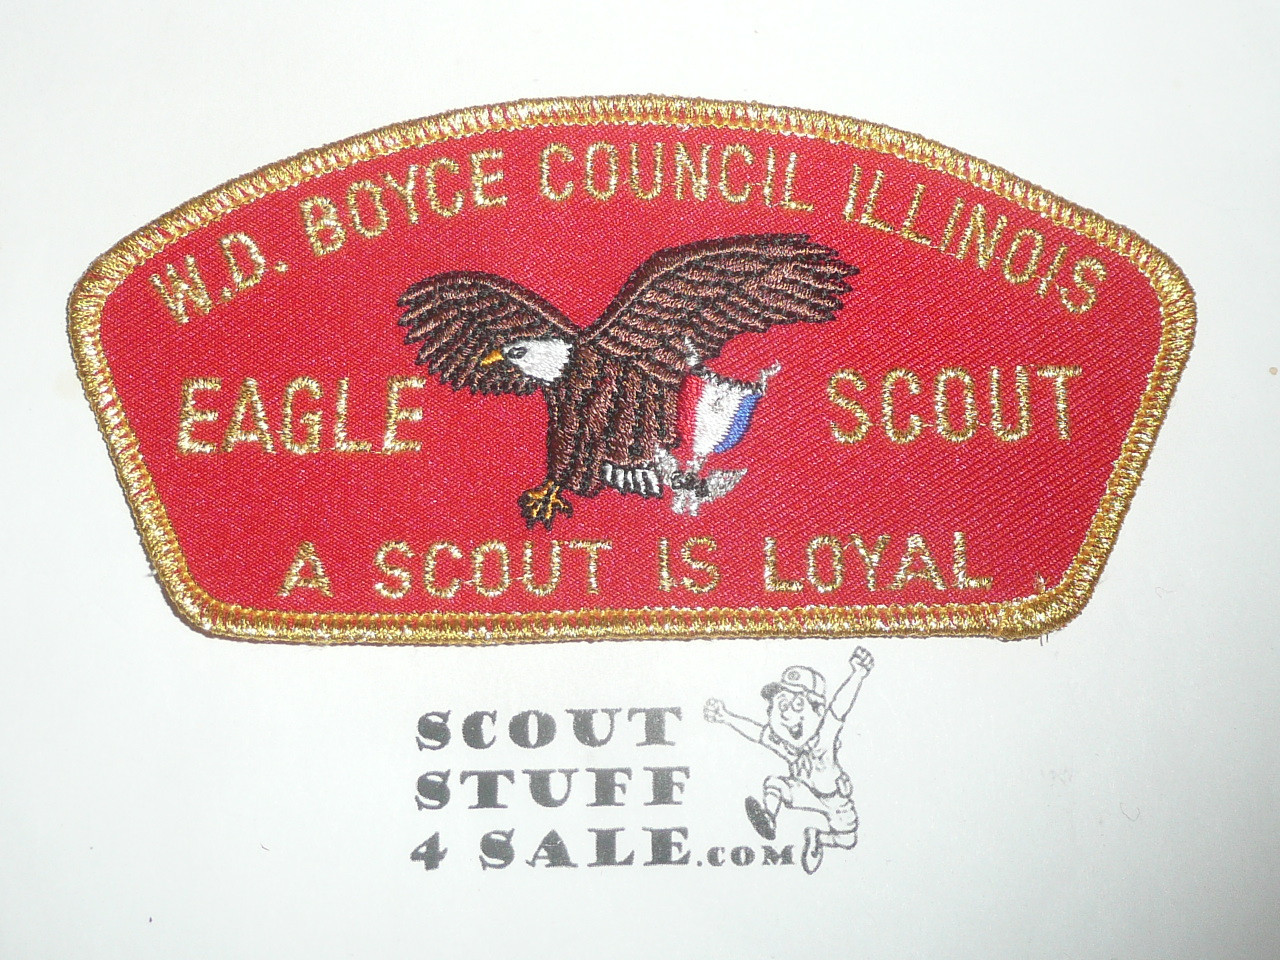 W.D. BOYCE COUNCIL ILLINOIS
EAGLE SCOUT
A SCOUT IS LOYAL
SCOUT
STUFF
4 SALE.COM